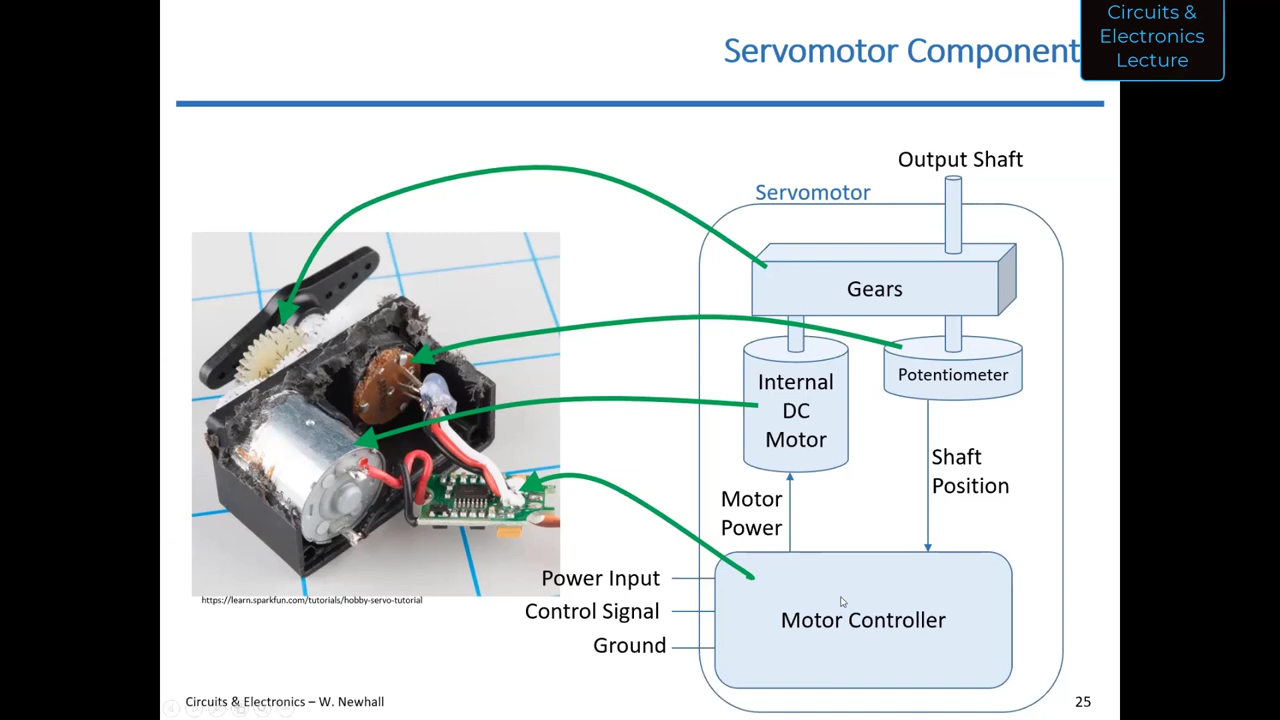 Circuits &
Electronics
Lecture
Servomotor Component
Output Shaft
Servomotor
Gears
Potentiometer
Internal
DC
Motor
Shaft
Position
Motor
Power
Power Input
Control Signal
Ground
Motor Controller
https://learn.sparkfun.com/tutorials/hobby-servo-tutorial
Circuits & Electronics – W. Newhall
25